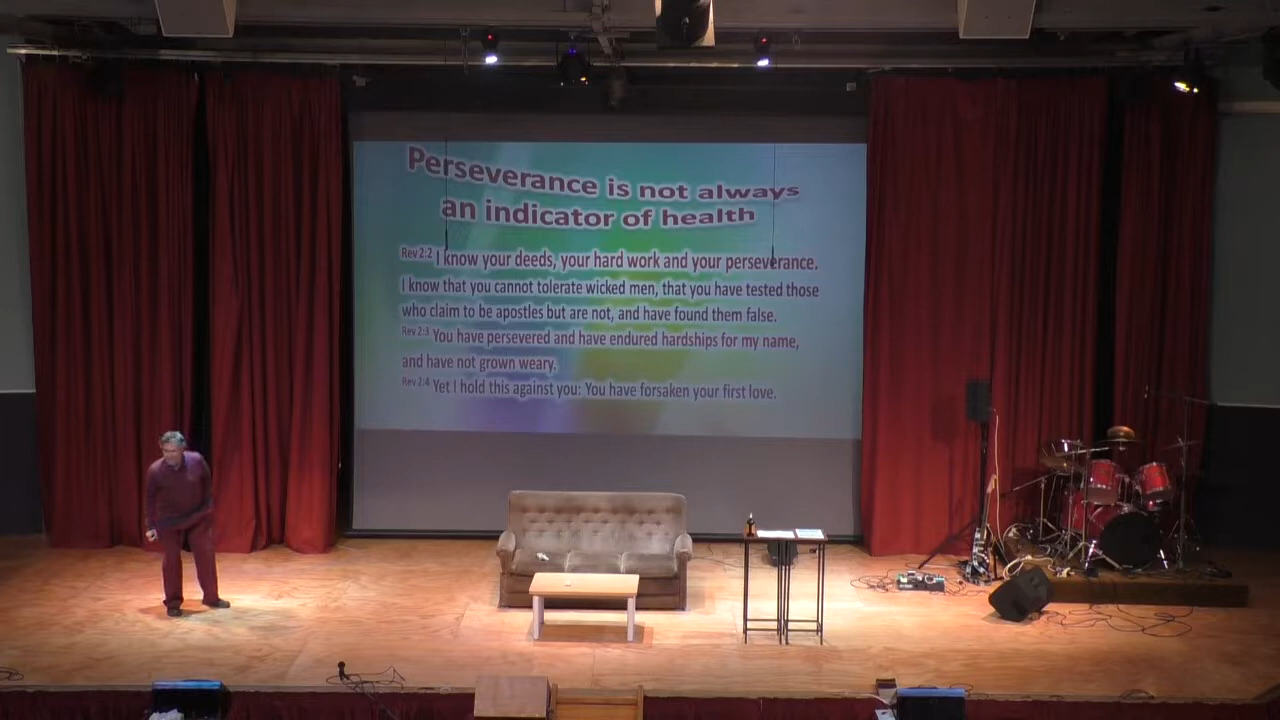 Perseverance is not always
an indicator of health
Rev 2:2 I know your deeds, your hard work and your perseverance.
I know that you cannot tolerate wicked men, that you have tested those
who claim to be apostles but are not, and have found them false.
Rev 2:3 You have persevered and have endured hardships for my name,
and have not grown weary.
Rev 2:4 Yet I hold this against you: You have forsaken your first love.